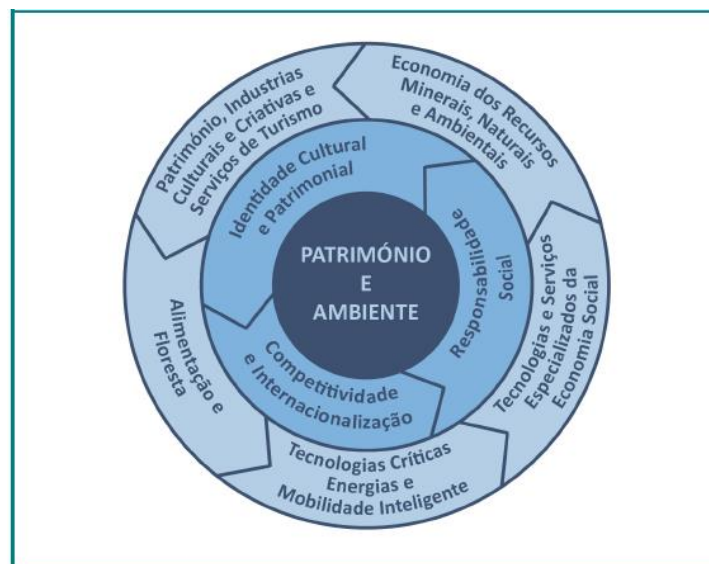 Património, Industrias
Culturais e Criativas e
Serviços de Turismo
Economia dos Recursos
Minerais, Naturais
e Ambientais
Identidade Cultural
e Patrimonial
Responsabilidade
Social
PATRIMÓNIO
E
AMBIENTE
Tecnologias e Serviços
Especializados da
Economia Social
Alimentação e
Floresta
Competitividade
e Internacionalização
Tecnologias Críticas
Energias e
Mobilidade Inteligente